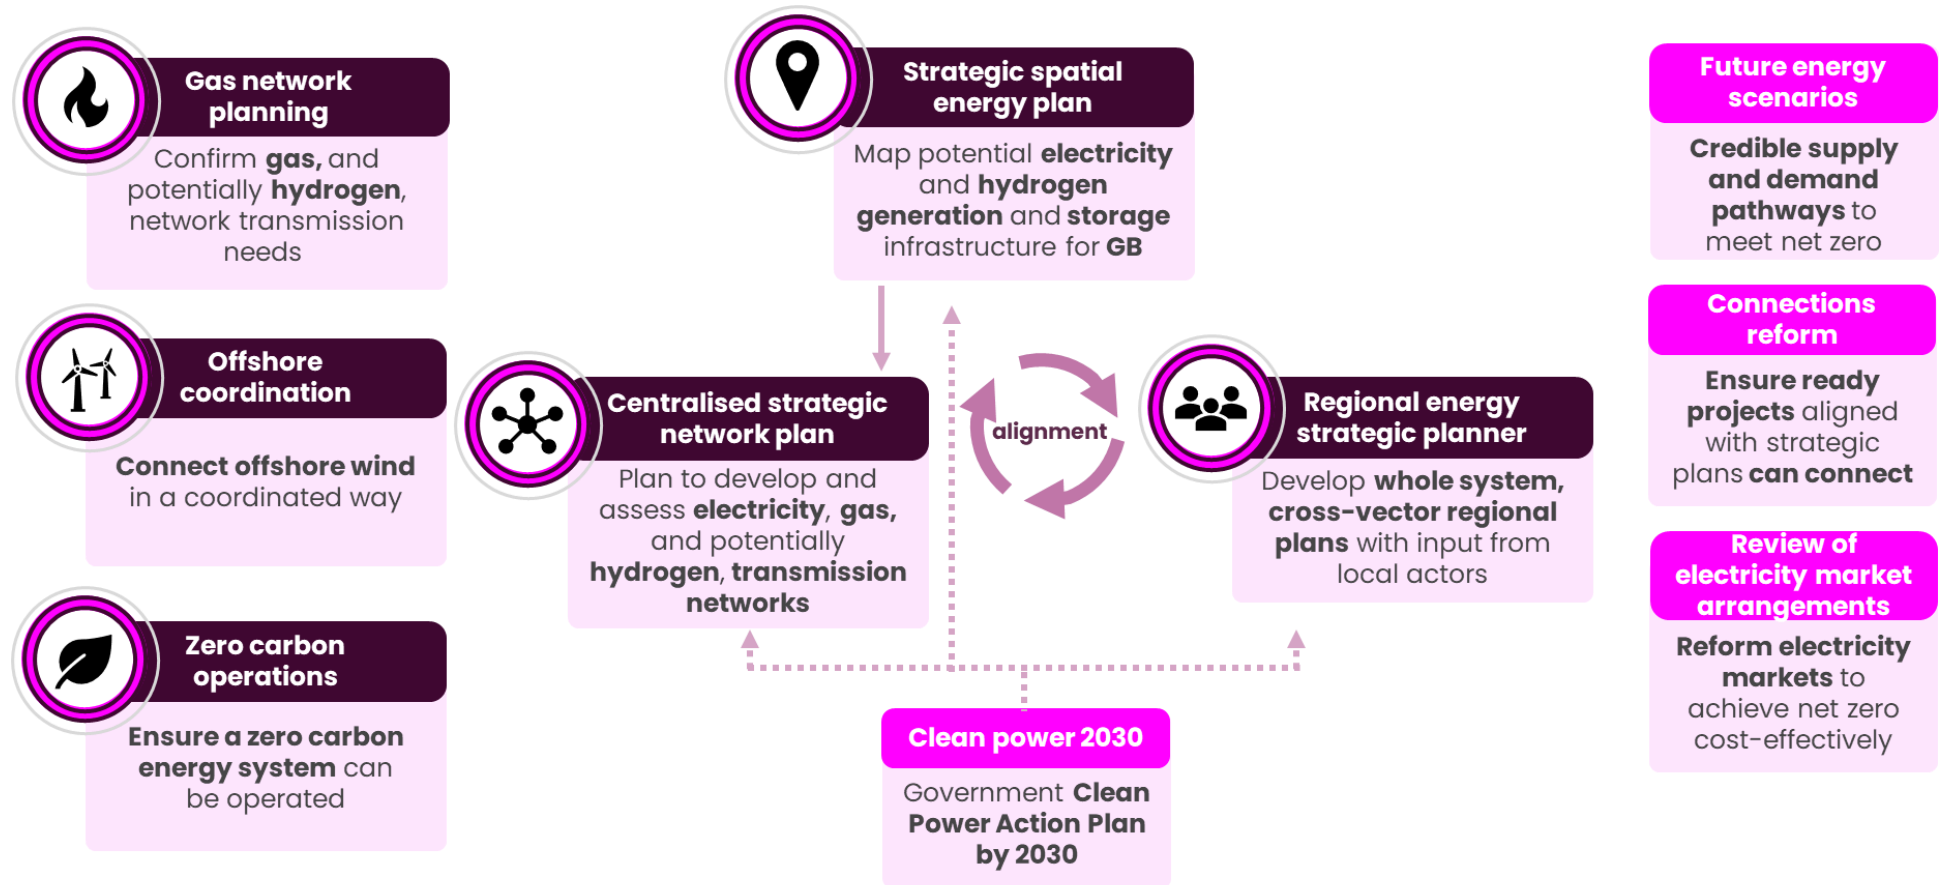 Gas network
planning
Confirm gas, and
potentially hydrogen,
network transmission
needs
Offshore
coordination
Connect offshore wind
in a coordinated way
Zero carbon
operations
Ensure a zero carbon
energy system can
be operated
Strategic spatial
energy plan
Map potential electricity
and hydrogen
generation and storage
infrastructure for GB
Centralised strategic
network plan
Plan to develop and
assess electricity, gas,
and potentially
hydrogen, transmission
networks
alignment
Regional energy
strategic planner
Develop whole system,
cross-vector regional
plans with input from
local actors
Clean power 2030
Government Clean
Power Action Plan
by 2030
Future energy
scenarios
Credible supply
and demand
pathways to
meet net zero
Connections
reform
Ensure ready
projects aligned
with strategic
plans can connect
Review of
electricity market
arrangements
Reform electricity
markets to
achieve net zero
cost-effectively